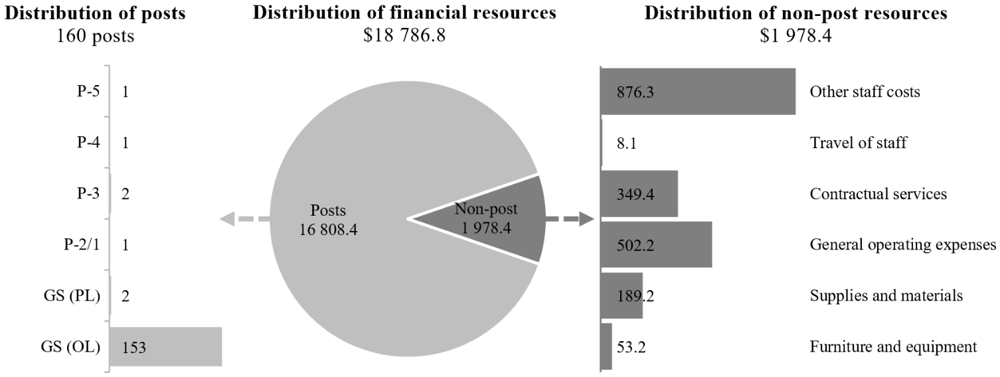 Distribution of posts
160 posts
P-5
1
P-4
1
P-3
2
P-2/1
1
GS (PL)
2
GS (OL)
153
Distribution of financial resources
$18 786.8
Posts
16 808.4
Non-post
1 978.4
Distribution of non-post resources
$1 978.4
876.3
Other staff costs
8.1
Travel of staff
349.4
Contractual services
502.2
General operating expenses
189.2
Supplies and materials
53.2
Furniture and equipment